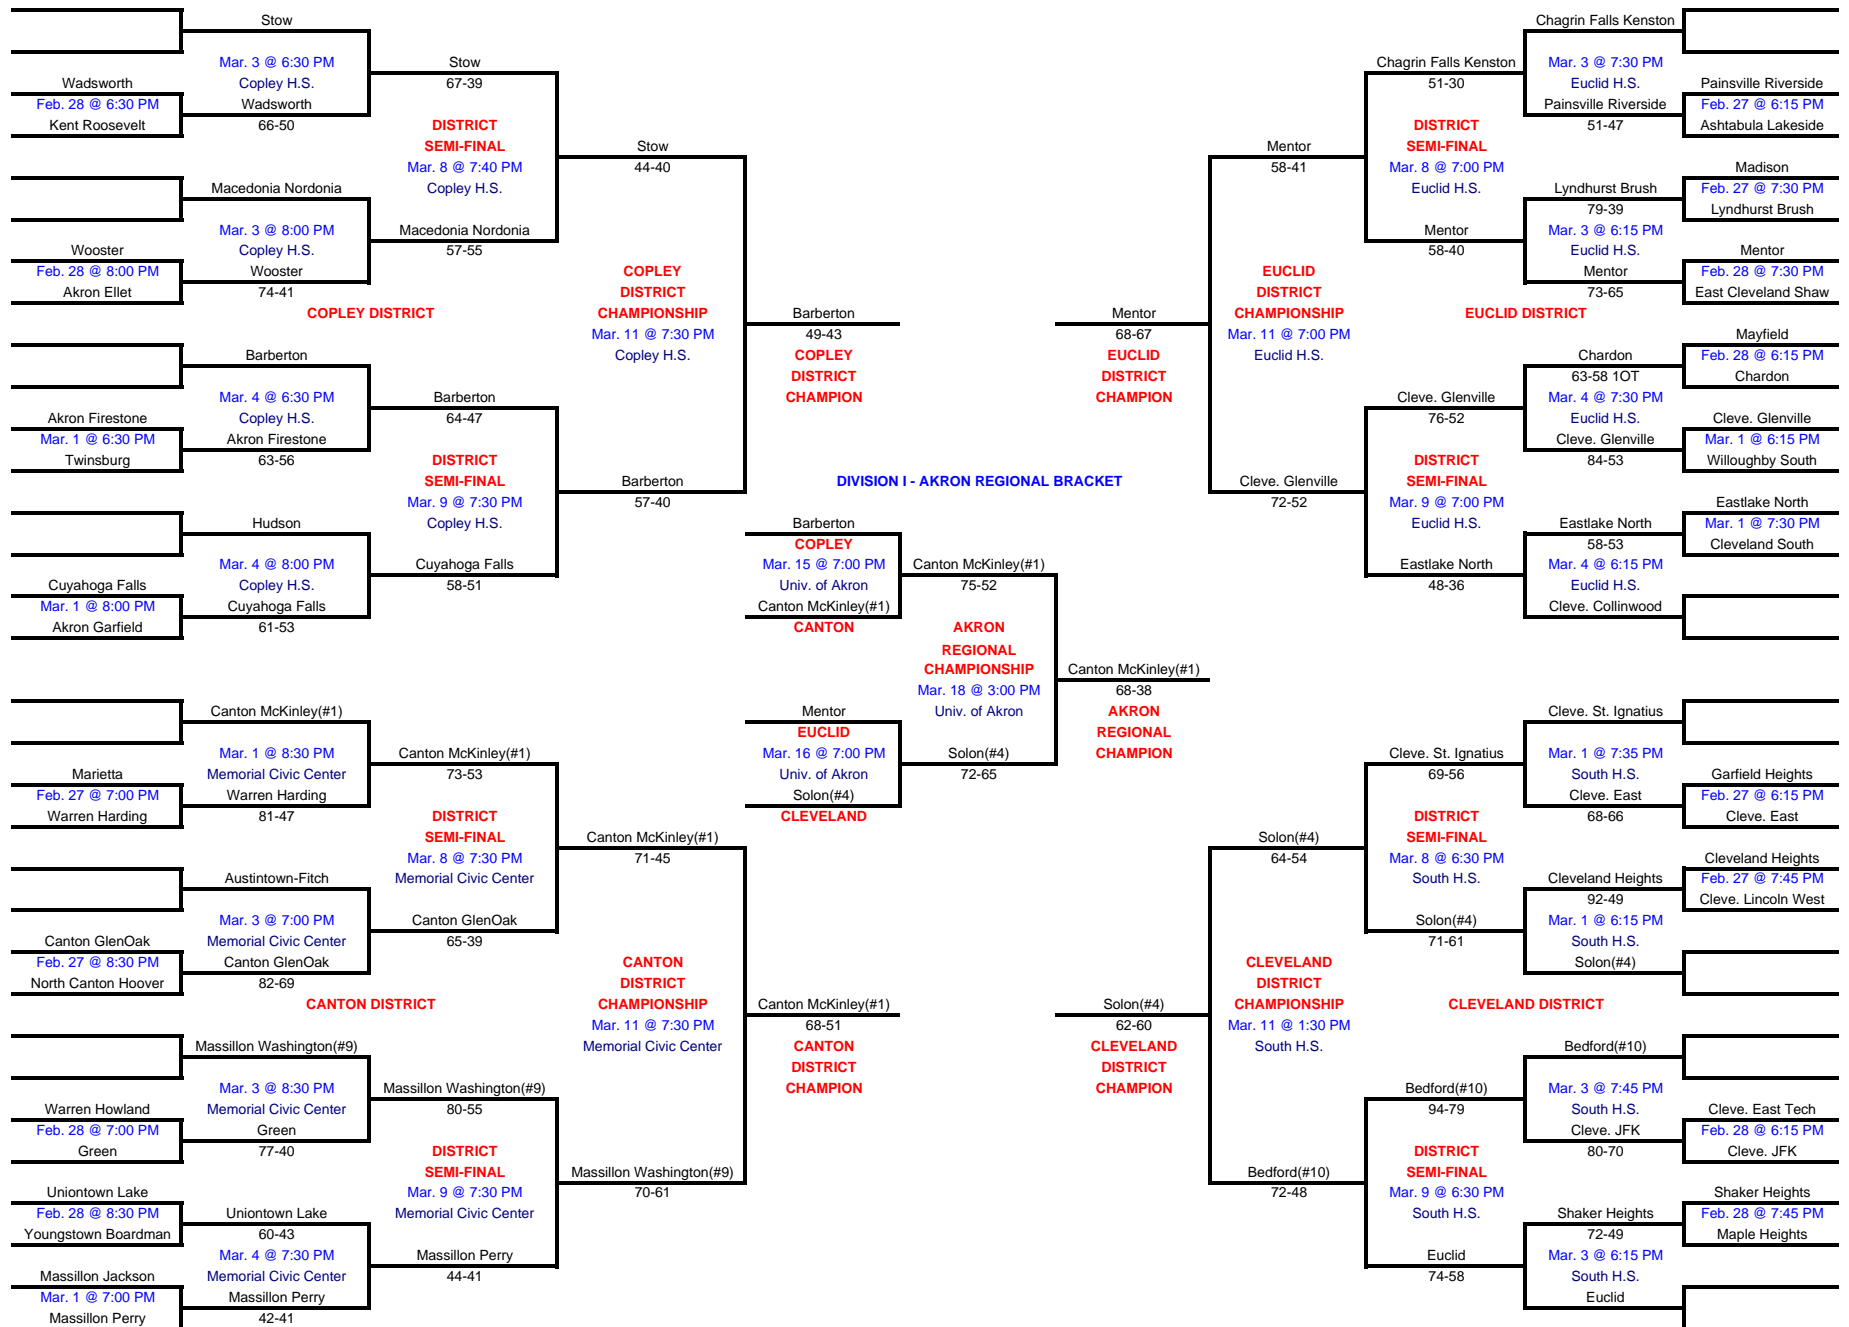 Stow
Mar. 3 @ 6:30 PM
Copley H.S.
Wadsworth
Feb. 28 @ 6:30 PM
Kent Roosevelt
Wadsworth
66-50
Stow
67-39
DISTRICT
SEMI-FINAL
Mar. 8 @ 7:40 PM
Copley H.S.
Macedonia Nordonia
Mar. 3 @ 8:00 PM
Copley H.S.
Wooster
Feb. 28 @ 8:00 PM
Akron Ellet
Wooster
74-41
Macedonia Nordonia
57-55
Stow
44-40
COPLEY DISTRICT
COPLEY
DISTRICT
CHAMPIONSHIP
Mar. 11 @ 7:30 PM
Copley H.S.
Barberton
49-43
COPLEY
DISTRICT
CHAMPION
Barberton
Mar. 4 @ 6:30 PM
Copley H.S.
Akron Firestone
Mar. 1 @ 6:30 PM
Twinsburg
Akron Firestone
63-56
Barberton
64-47
DISTRICT
SEMI-FINAL
Mar. 9 @ 7:30 PM
Copley H.S.
Barberton
57-40
Hudson
Mar. 4 @ 8:00 PM
Copley H.S.
Cuyahoga Falls
Mar. 1 @ 8:00 PM
Akron Garfield
Cuyahoga Falls
61-53
Cuyahoga Falls
58-51
Chagrin Falls Kenston
Mar. 3 @ 7:30 PM
Euclid H.S.
Painsville Riverside
Feb. 27 @ 6:15 PM
Ashtabula Lakeside
Painsville Riverside
51-47
Chagrin Falls Kenston
51-30
DISTRICT
SEMI-FINAL
Mar. 8 @ 7:00 PM
Euclid H.S.
Madison
Feb. 27 @ 7:30 PM
Lyndhurst Brush
Lyndhurst Brush
79-39
Mar. 3 @ 6:15 PM
Euclid H.S.
Mentor
Feb. 28 @ 7:30 PM
East Cleveland Shaw
Mentor
73-65
Mentor
58-40
Mentor
58-41
EUCLID DISTRICT
EUCLID
DISTRICT
CHAMPIONSHIP
Mar. 11 @ 7:00 PM
Euclid H.S.
Mentor
68-67
EUCLID
DISTRICT
CHAMPION
Mayfield
Feb. 28 @ 6:15 PM
Chardon
Chardon
63-58 1OT
Mar. 4 @ 7:30 PM
Euclid H.S.
Cleve. Glenville
Mar. 1 @ 6:15 PM
Willoughby South
Cleve. Glenville
84-53
Cleve. Glenville
76-52
DISTRICT
SEMI-FINAL
Mar. 9 @ 7:00 PM
Euclid H.S.
Cleve. Glenville
72-52
Eastlake North
Mar. 1 @ 7:30 PM
Cleveland South
Eastlake North
58-53
Mar. 4 @ 6:15 PM
Euclid H.S.
Cleve. Collinwood
Eastlake North
48-36
DIVISION I - AKRON REGIONAL BRACKET
Barberton
COPLEY
Mar. 15 @ 7:00 PM
Univ. of Akron
Canton McKinley(#1)
CANTON
Canton McKinley(#1)
75-52
AKRON
REGIONAL
CHAMPIONSHIP
Mar. 18 @ 3:00 PM
Univ. of Akron
Canton McKinley(#1)
68-38
AKRON
REGIONAL
CHAMPION
Mentor
EUCLID
Mar. 16 @ 7:00 PM
Univ. of Akron
Solon(#4)
CLEVELAND
Solon(#4)
72-65
Canton McKinley(#1)
Mar. 1 @ 8:30 PM
Memorial Civic Center
Marietta
Feb. 27 @ 7:00 PM
Warren Harding
Warren Harding
81-47
Canton McKinley(#1)
73-53
DISTRICT
SEMI-FINAL
Mar. 8 @ 7:30 PM
Memorial Civic Center
Austintown-Fitch
Mar. 3 @ 7:00 PM
Memorial Civic Center
Canton GlenOak
Feb. 27 @ 8:30 PM
North Canton Hoover
Canton GlenOak
82-69
Canton GlenOak
65-39
Canton McKinley(#1)
71-45
CANTON DISTRICT
CANTON
DISTRICT
CHAMPIONSHIP
Mar. 11 @ 7:30 PM
Memorial Civic Center
Canton McKinley(#1)
68-51
CANTON
DISTRICT
CHAMPION
Massillon Washington(#9)
Mar. 3 @ 8:30 PM
Memorial Civic Center
Warren Howland
Feb. 28 @ 7:00 PM
Green
Green
77-40
Massillon Washington(#9)
80-55
DISTRICT
SEMI-FINAL
Mar. 9 @ 7:30 PM
Memorial Civic Center
Massillon Washington(#9)
70-61
Uniontown Lake
Feb. 28 @ 8:30 PM
Youngstown Boardman
Uniontown Lake
60-43
Mar. 4 @ 7:30 PM
Memorial Civic Center
Massillon Jackson
Mar. 1 @ 7:00 PM
Massillon Perry
Massillon Perry
42-41
Massillon Perry
44-41
Cleve. St. Ignatius
Mar. 1 @ 7:35 PM
South H.S.
Garfield Heights
Feb. 27 @ 6:15 PM
Cleve. East
Cleve. East
68-66
Cleve. St. Ignatius
69-56
DISTRICT
SEMI-FINAL
Mar. 8 @ 6:30 PM
South H.S.
Cleveland Heights
Feb. 27 @ 7:45 PM
Cleve. Lincoln West
Cleveland Heights
92-49
Mar. 1 @ 6:15 PM
South H.S.
Solon(#4)
Solon(#4)
71-61
Solon(#4)
64-54
CLEVELAND DISTRICT
CLEVELAND
DISTRICT
CHAMPIONSHIP
Mar. 11 @ 1:30 PM
South H.S.
Solon(#4)
62-60
CLEVELAND
DISTRICT
CHAMPION
Bedford(#10)
Mar. 3 @ 7:45 PM
South H.S.
Cleve. East Tech
Feb. 28 @ 6:15 PM
Cleve. JFK
Cleve. JFK
80-70
Bedford(#10)
94-79
DISTRICT
SEMI-FINAL
Mar. 9 @ 6:30 PM
South H.S.
Bedford(#10)
72-48
Shaker Heights
Feb. 28 @ 7:45 PM
Maple Heights
Shaker Heights
72-49
Mar. 3 @ 6:15 PM
South H.S.
Euclid
Euclid
74-58